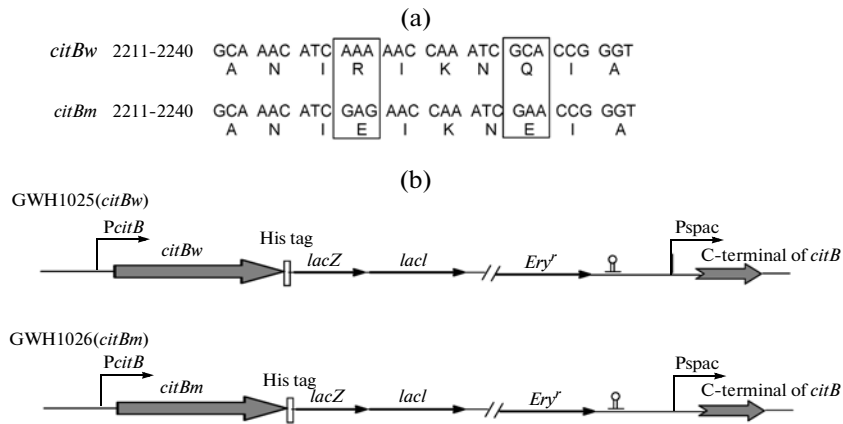 (a)
citBw 2211-2240 GCA AAC ATC AAA AAC CAA ATC GCA CCG GGT
A N I R I K N Q I A
citBm 2211-2240 GCA AAC ATC GAG AAC CAA ATC GAA CCG GGT
A N I E I K N E I A
(b)
GWH1025(citBw)
PcitB
citBw
His tag
lacZ
lacI
Eryr
Pspac
C-terminal of citB
GWH1026(citBm)
PcitB
citBm
His tag
lacZ
lacI
Eryr
Pspac
C-terminal of citB